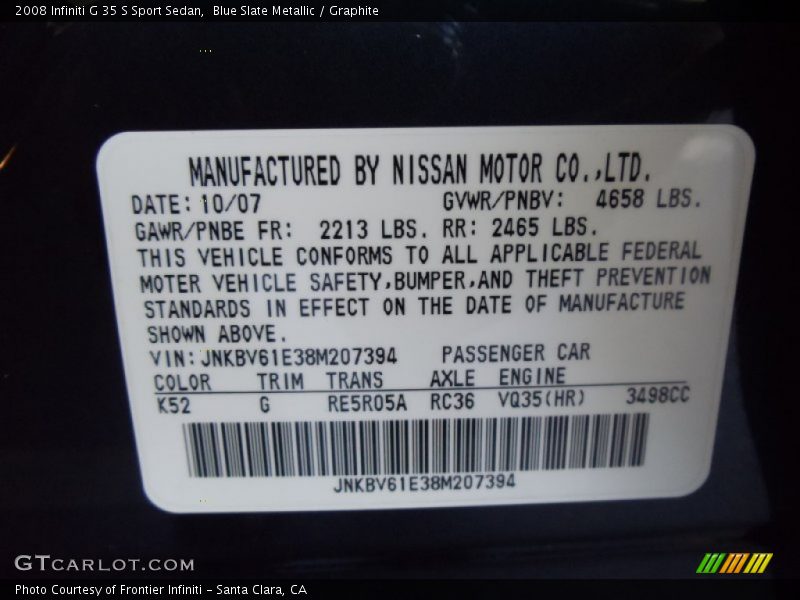 2008 Infiniti G 35 S Sport Sedan,  Blue Slate Metallic / Graphite
MANUFACTURED BY NISSAN MOTOR CO.,LTD.
DATE: 10/07 GVWR/PNBV: 4658 LBS.
GAWR/PNBE FR: 2213 LBS. RR: 2465 LBS.
THIS VEHICLE CONFORMS TO ALL APPLICABLE FEDERAL
MOTER VEHICLE SAFETY,BUMPER,AND THEFT PREVENTION
STANDARDS IN EFFECT ON THE DATE OF MANUFACTURE
SHOWN ABOVE.
VIN: JNKBV61E38M207394 PASSENGER CAR
COLOR TRIM TRANS AXLE ENGINE
K52 G RE5R05A RC36 VQ35(HR) 3498CC
JNKBV61E38M207394
GTCARLOT.COM
Photo Courtesy of Frontier Infiniti - Santa Clara, CA